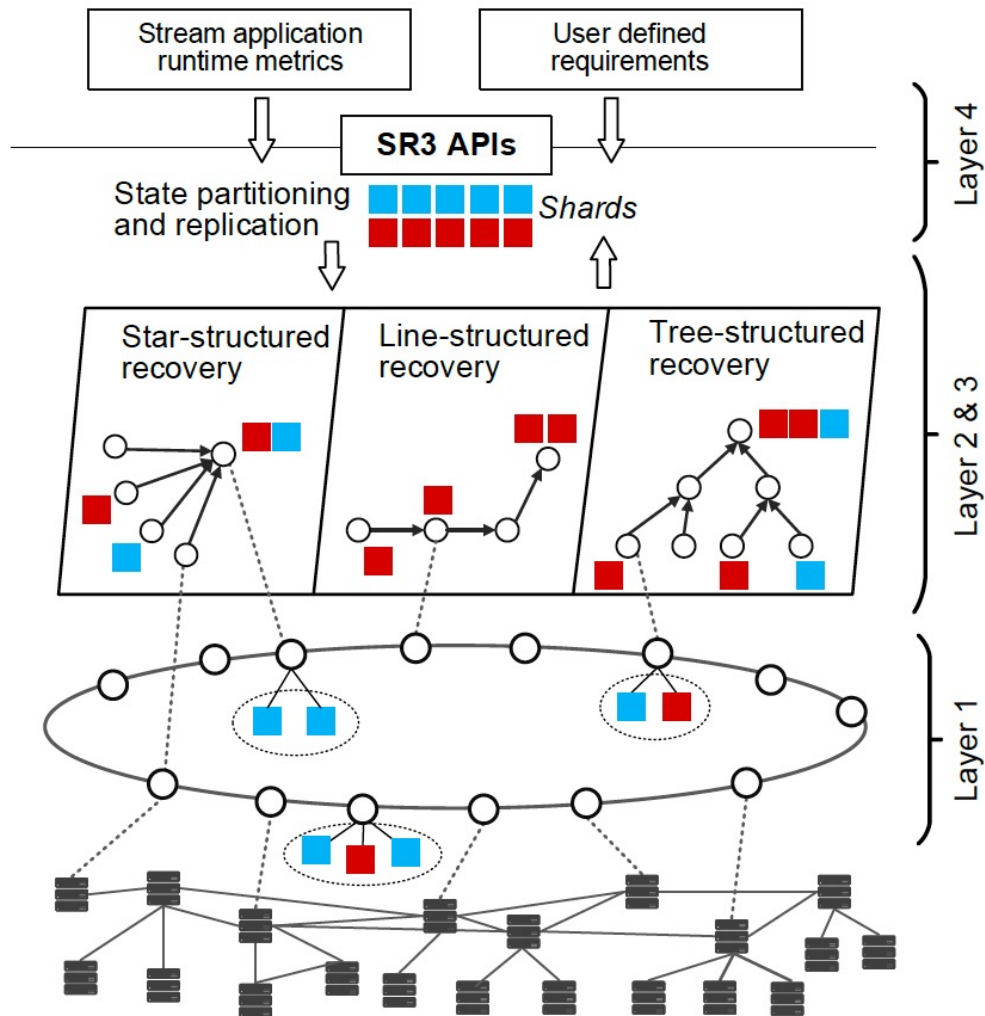 Stream application
runtime metrics
User defined
requirements
SR3 APIs
Layer 4
State partitioning
and replication
Shards
Star-structured
recovery
Line-structured
recovery
Tree-structured
recovery
Layer 2 & 3
Layer 1